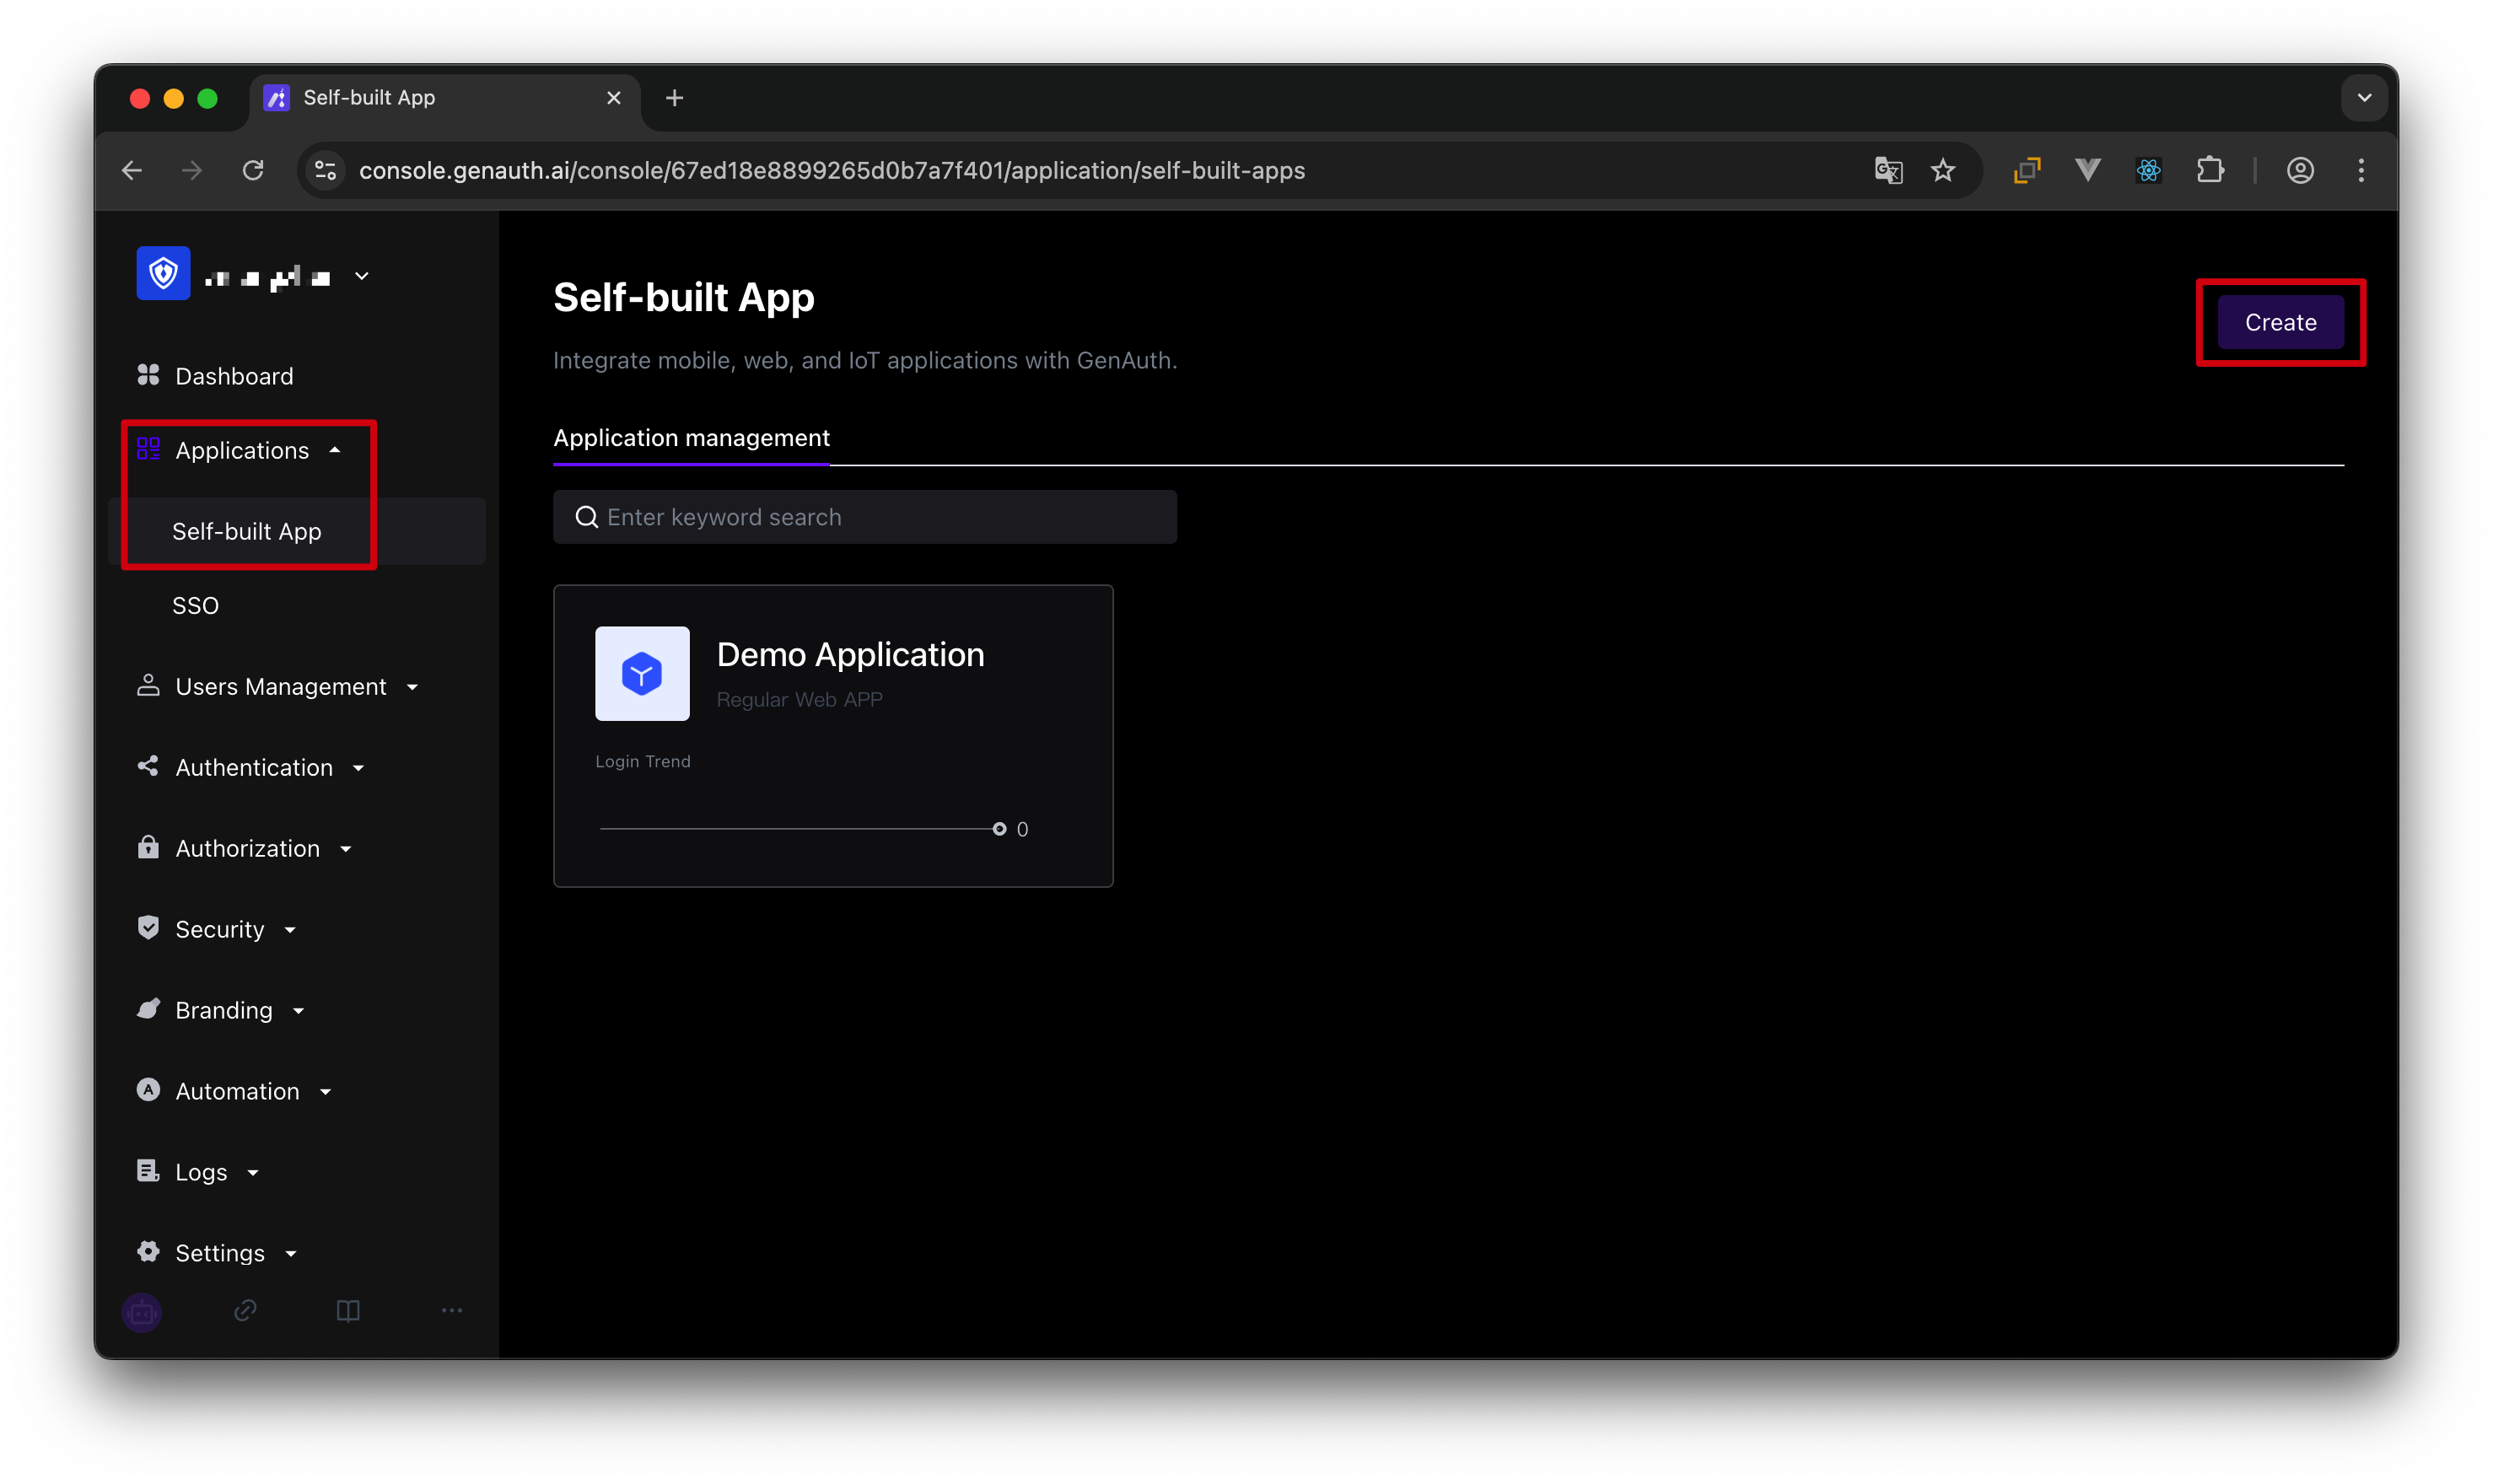 Self-built App
console.genauth.ai/console/67ed18e8899265d0b7a7f401/application/self-built-apps
Dashboard
Applications
Self-built App
SSO
Users Management
Authentication
Authorization
Security
Branding
Automation
Logs
Settings
Self-built App
Create
Integrate mobile, web, and IoT applications with GenAuth.
Application management
Enter keyword search
Demo Application
Regular Web APP
Login Trend
0